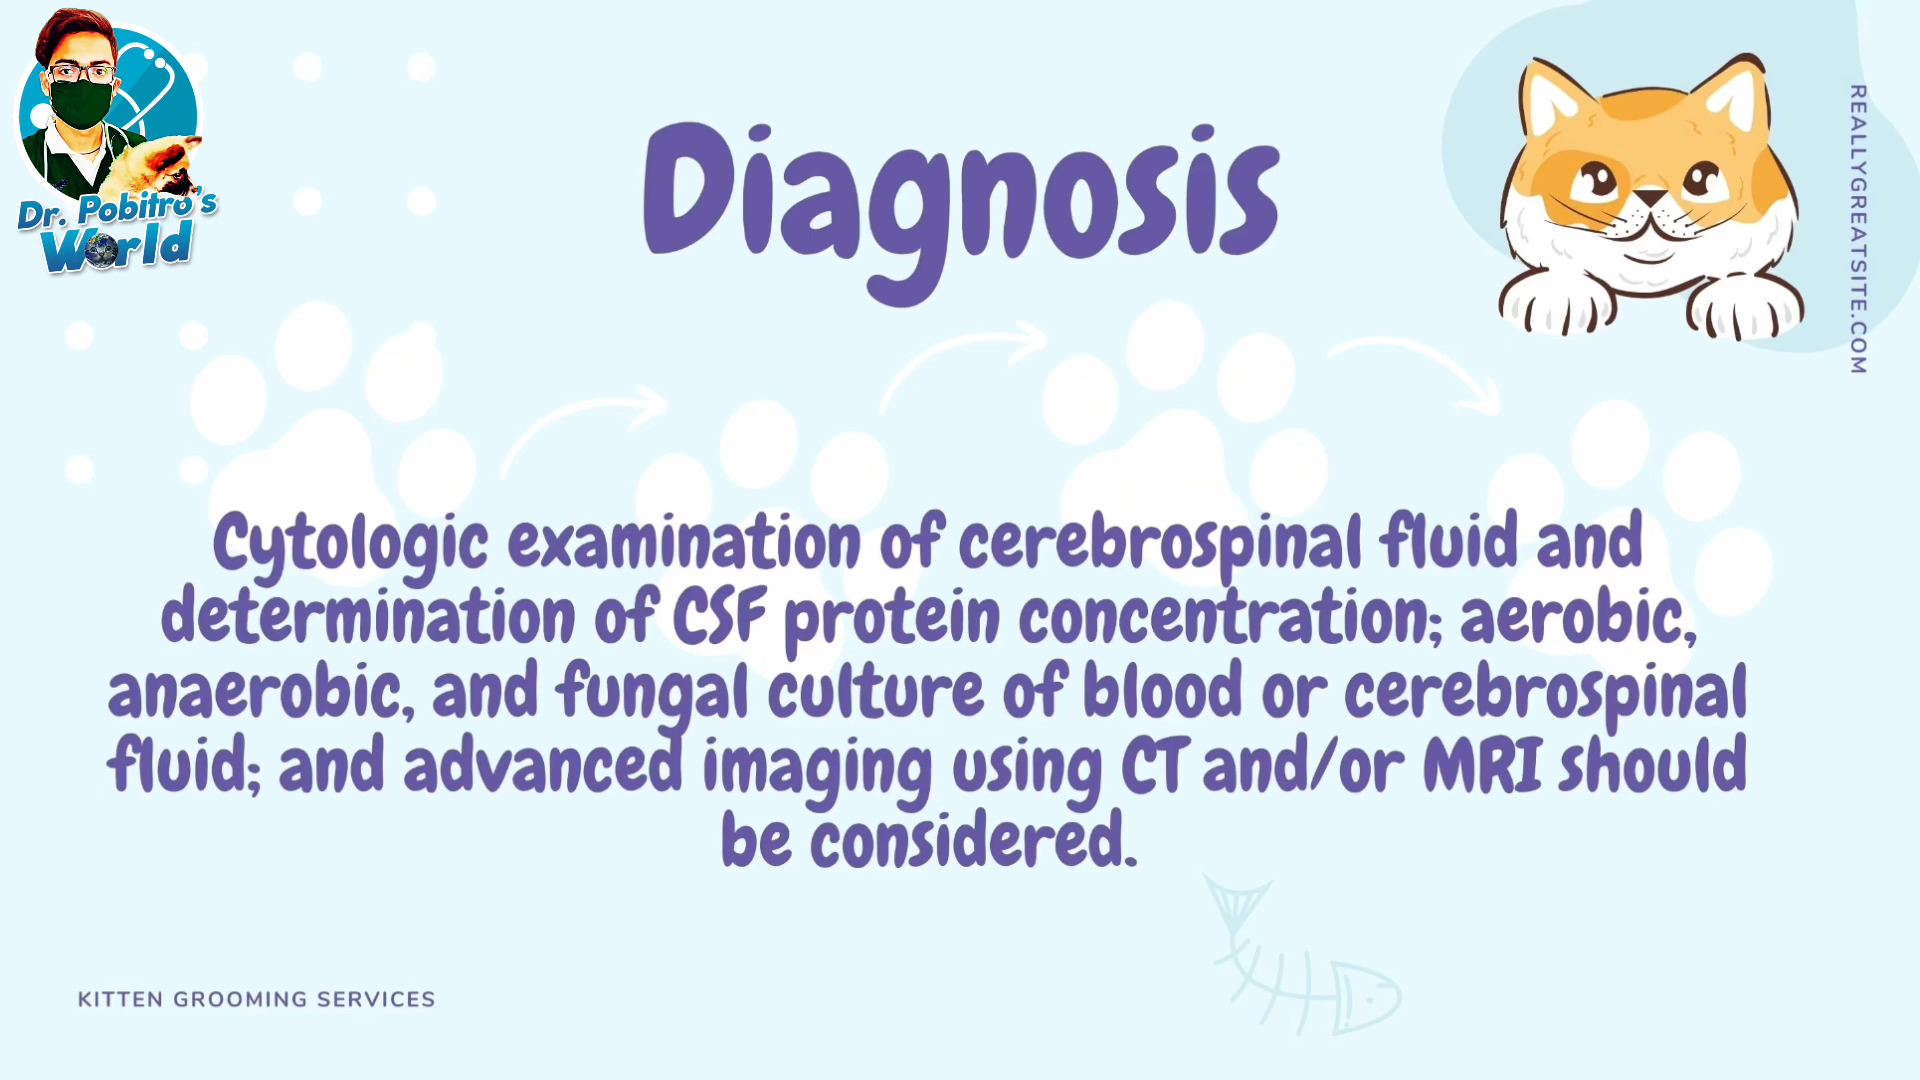 Dr. Pobitro's
World
Diagnosis
REALLYGREATSITE.COM
Cytologic examination of cerebrospinal fluid and
determination of CSF protein concentration; aerobic,
anaerobic, and fungal culture of blood or cerebrospinal
fluid; and advanced imaging using CT and/or MRI should
be considered.
KITTEN GROOMING SERVICES